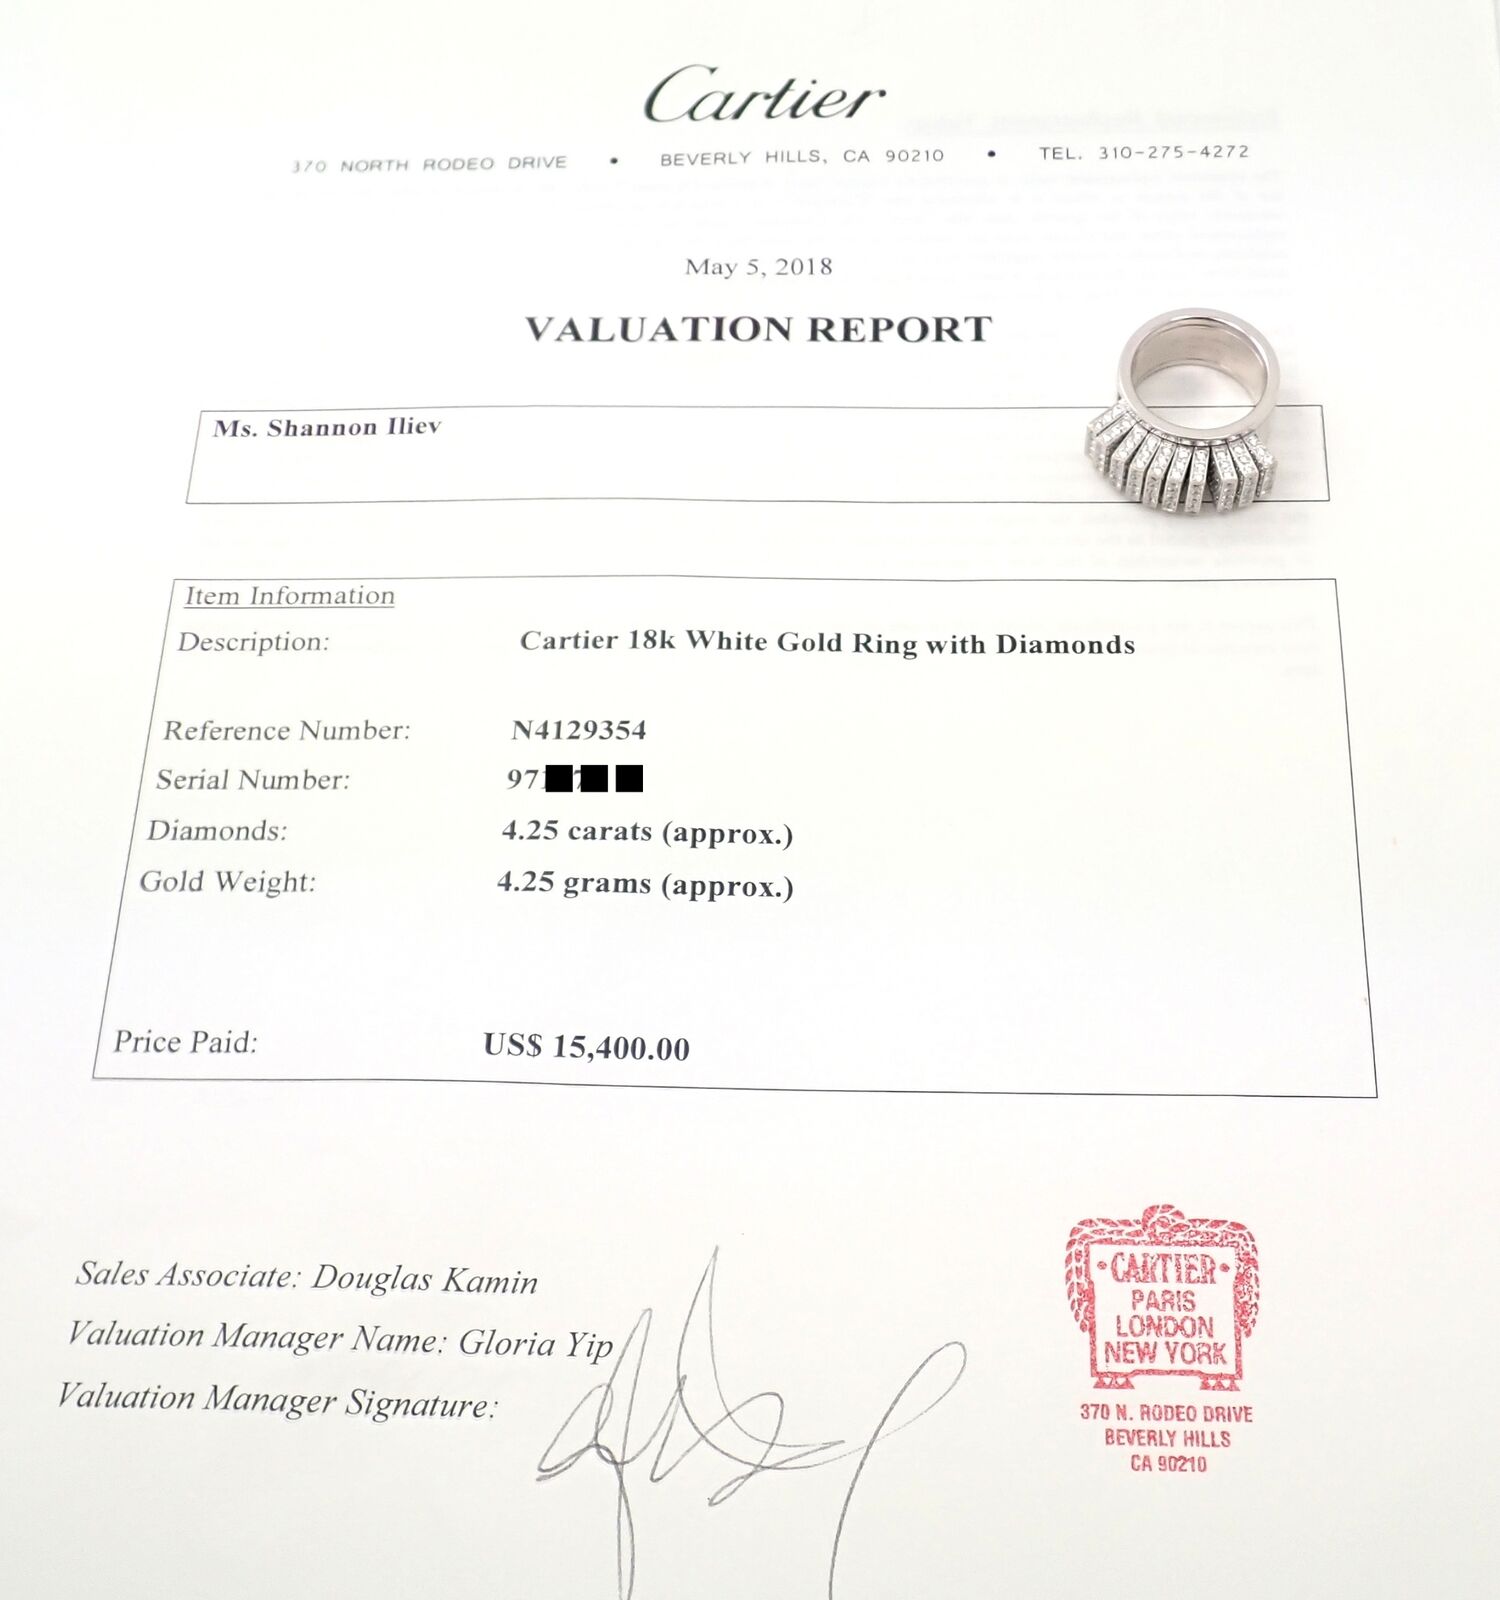 Cartier
370 NORTH RODEO DRIVE • BEVERLY HILLS, CA 90210 • TEL. 310-275-4272
May 5, 2018
VALUATION REPORT
Ms. Shannon Iliev
Item Information
Description: Cartier 18k White Gold Ring with Diamonds
Reference Number: N4129354
Serial Number: 97
Diamonds: 4.25 carats (approx.)
Gold Weight: 4.25 grams (approx.)
Price Paid: US$ 15,400.00
Sales Associate: Douglas Kamin
Valuation Manager Name: Gloria Yip
Valuation Manager Signature:
•CARTIER•
PARIS
LONDON
NEW YORK
370 N. RODEO DRIVE
BEVERLY HILLS
CA 90210